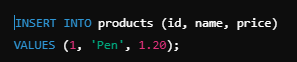 INSERT INTO products (id, name, price)
VALUES (1, 'Pen', 1.20);